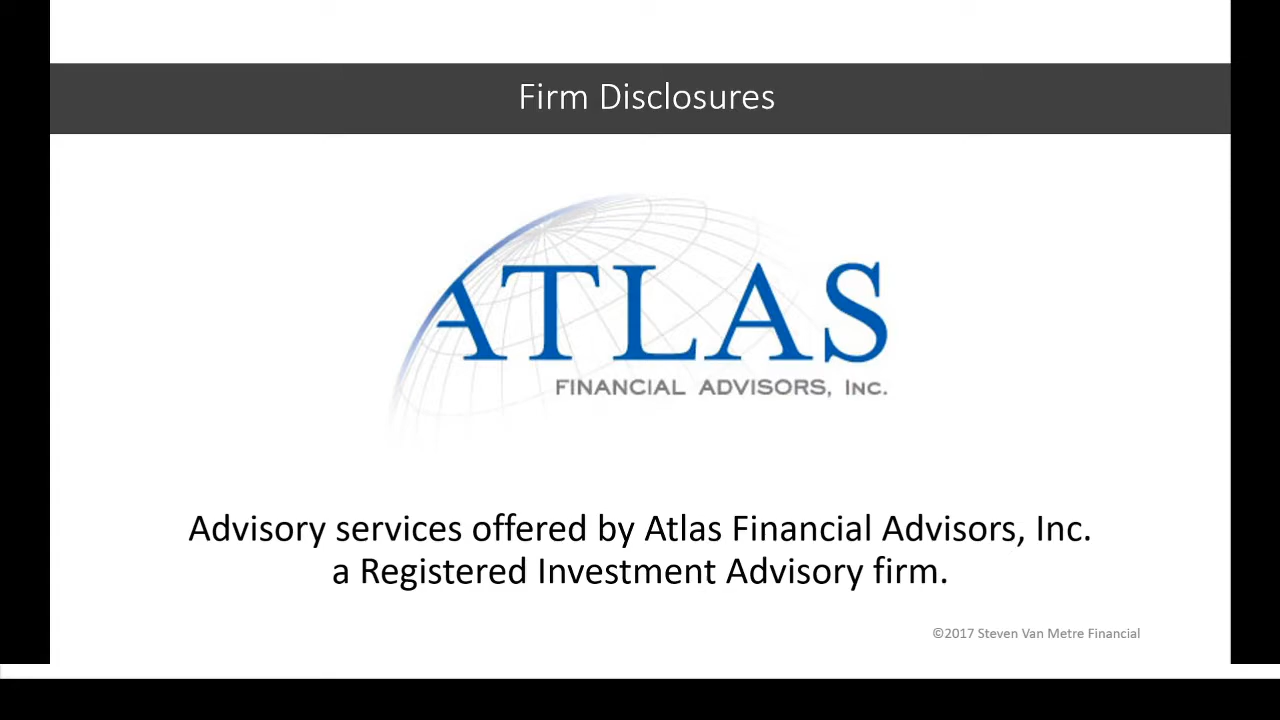 Firm Disclosures
ATLAS
FINANCIAL ADVISORS, INC.
Advisory services offered by Atlas Financial Advisors, Inc.
a Registered Investment Advisory firm.
©2017 Steven Van Metre Financial